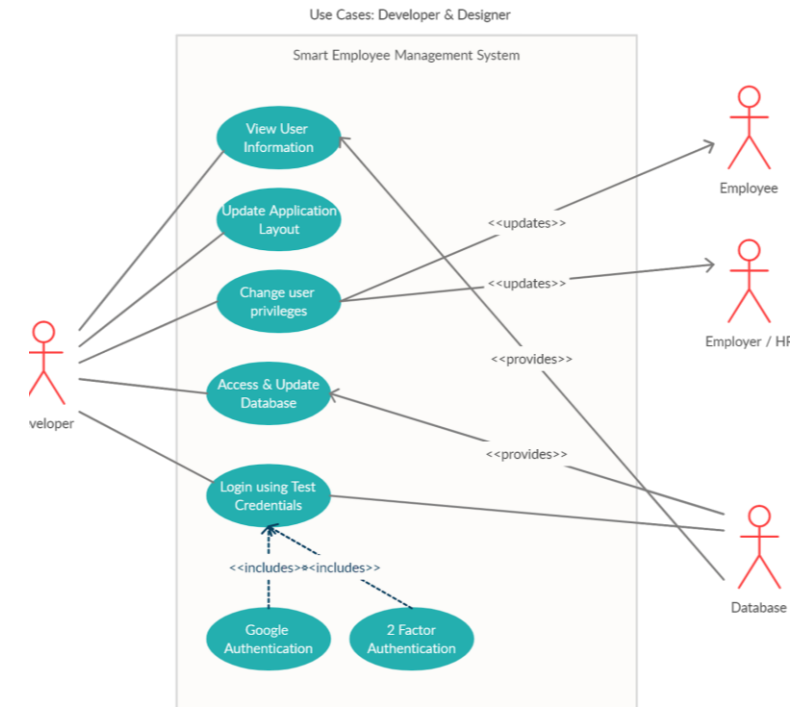 Use Cases: Developer & Designer
Smart Employee Management System
View User
Information
Update Application
Layout
Change user
privileges
Access & Update
Database
Login using Test
Credentials
Google
Authentication
2 Factor
Authentication
<<includes>>
<<includes>>
<<updates>>
<<updates>>
<<provides>>
<<provides>>
veloper
Employee
Employer / HR
Database